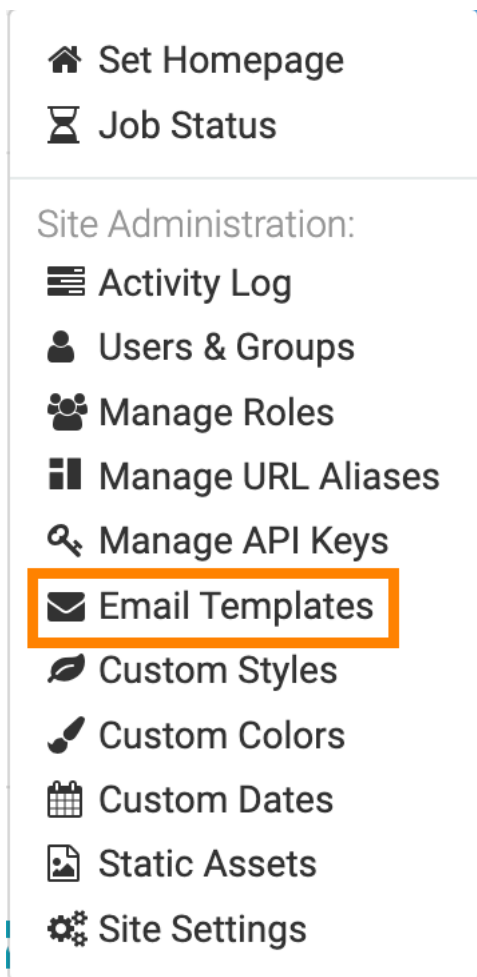 Set Homepage
Job Status
Site Administration:
Activity Log
Users & Groups
Manage Roles
Manage URL Aliases
Manage API Keys
Email Templates
Custom Styles
Custom Colors
Custom Dates
Static Assets
Site Settings